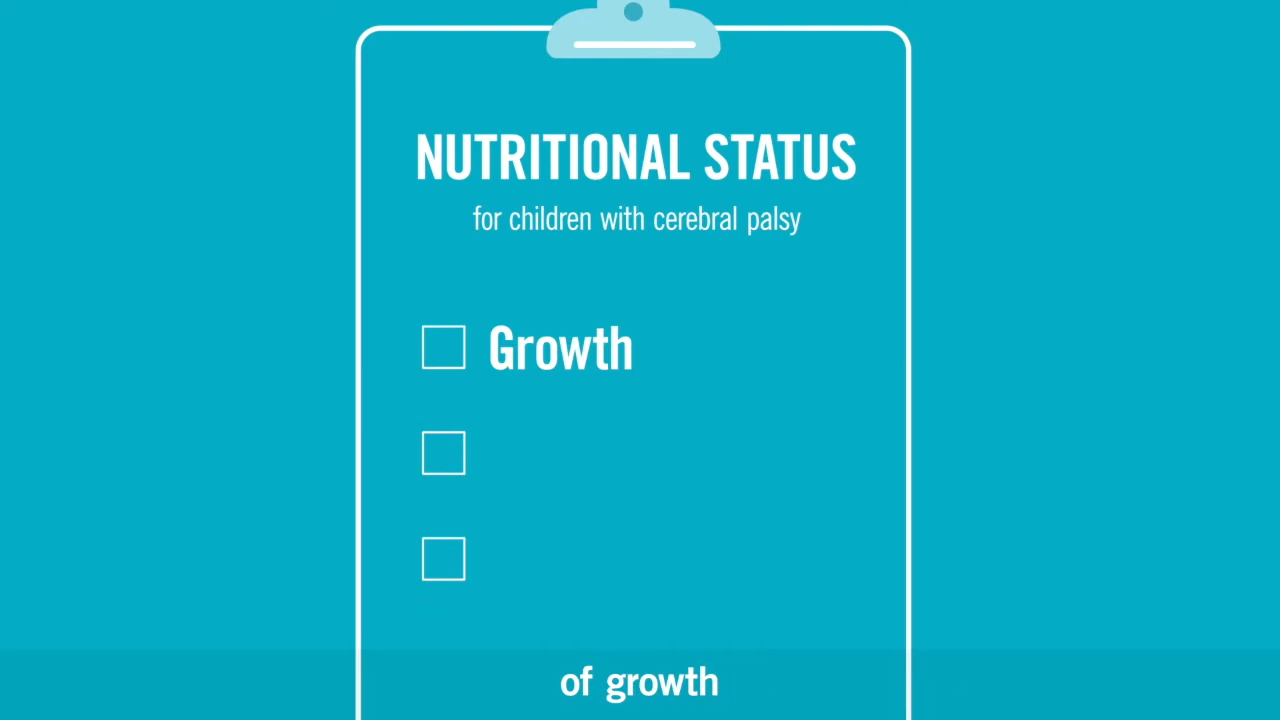 NUTRITIONAL STATUS
for children with cerebral palsy
Growth
of growth